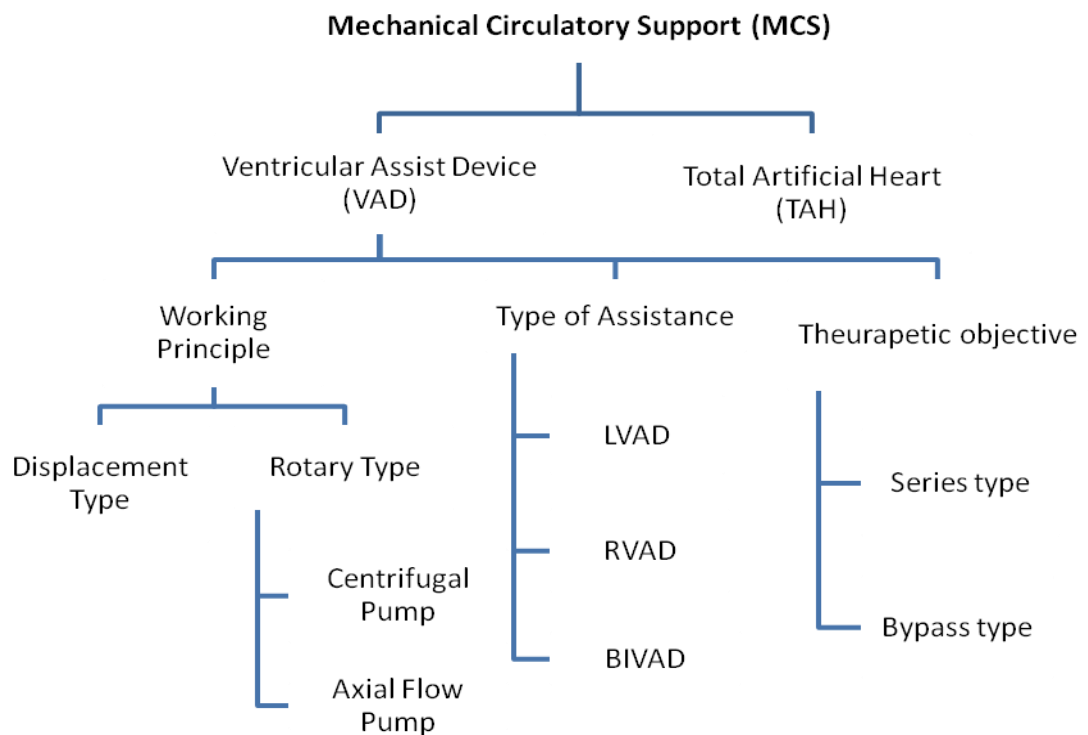 Mechanical Circulatory Support (MCS)
Ventricular Assist Device
(VAD)
Total Artificial Heart
(TAH)
Working
Principle
Type of Assistance
Theurapetic objective
Displacement
Type
Rotary Type
Centrifugal
Pump
Axial Flow
Pump
LVAD
RVAD
BIVAD
Series type
Bypass type